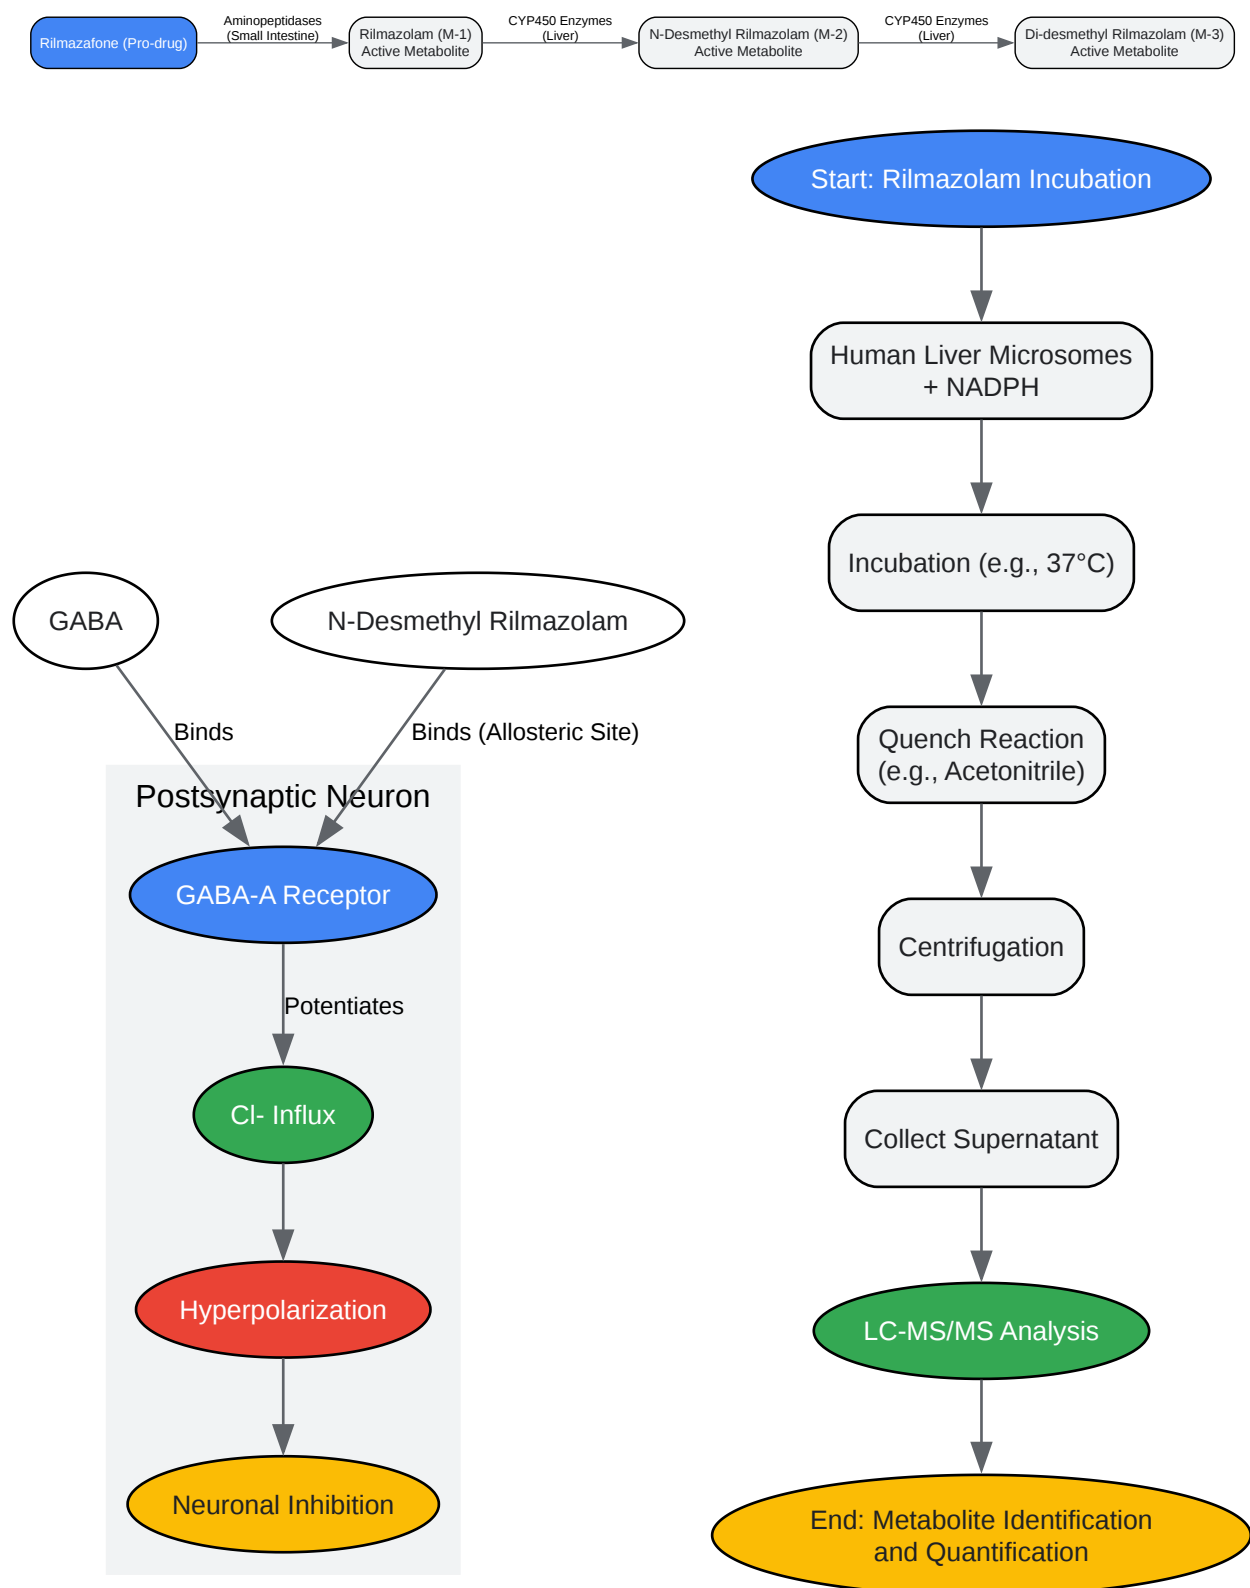 Rilmazafone (Pro-drug)
Aminopeptidases
(Small Intestine)
Rilmazolam (M-1)
Active Metabolite
CYP450 Enzymes
(Liver)
N-Desmethyl Rilmazolam (M-2)
Active Metabolite
CYP450 Enzymes
(Liver)
Di-desmethyl Rilmazolam (M-3)
Active Metabolite
GABA
N-Desmethyl Rilmazolam
Binds
Binds (Allosteric Site)
Postsynaptic Neuron
GABA-A Receptor
Potentiates
Cl- Influx
Hyperpolarization
Neuronal Inhibition
Start: Rilmazolam Incubation
Human Liver Microsomes
+ NADPH
Incubation (e.g., 37°C)
Quench Reaction
(e.g., Acetonitrile)
Centrifugation
Collect Supernatant
LC-MS/MS Analysis
End: Metabolite Identification
and Quantification